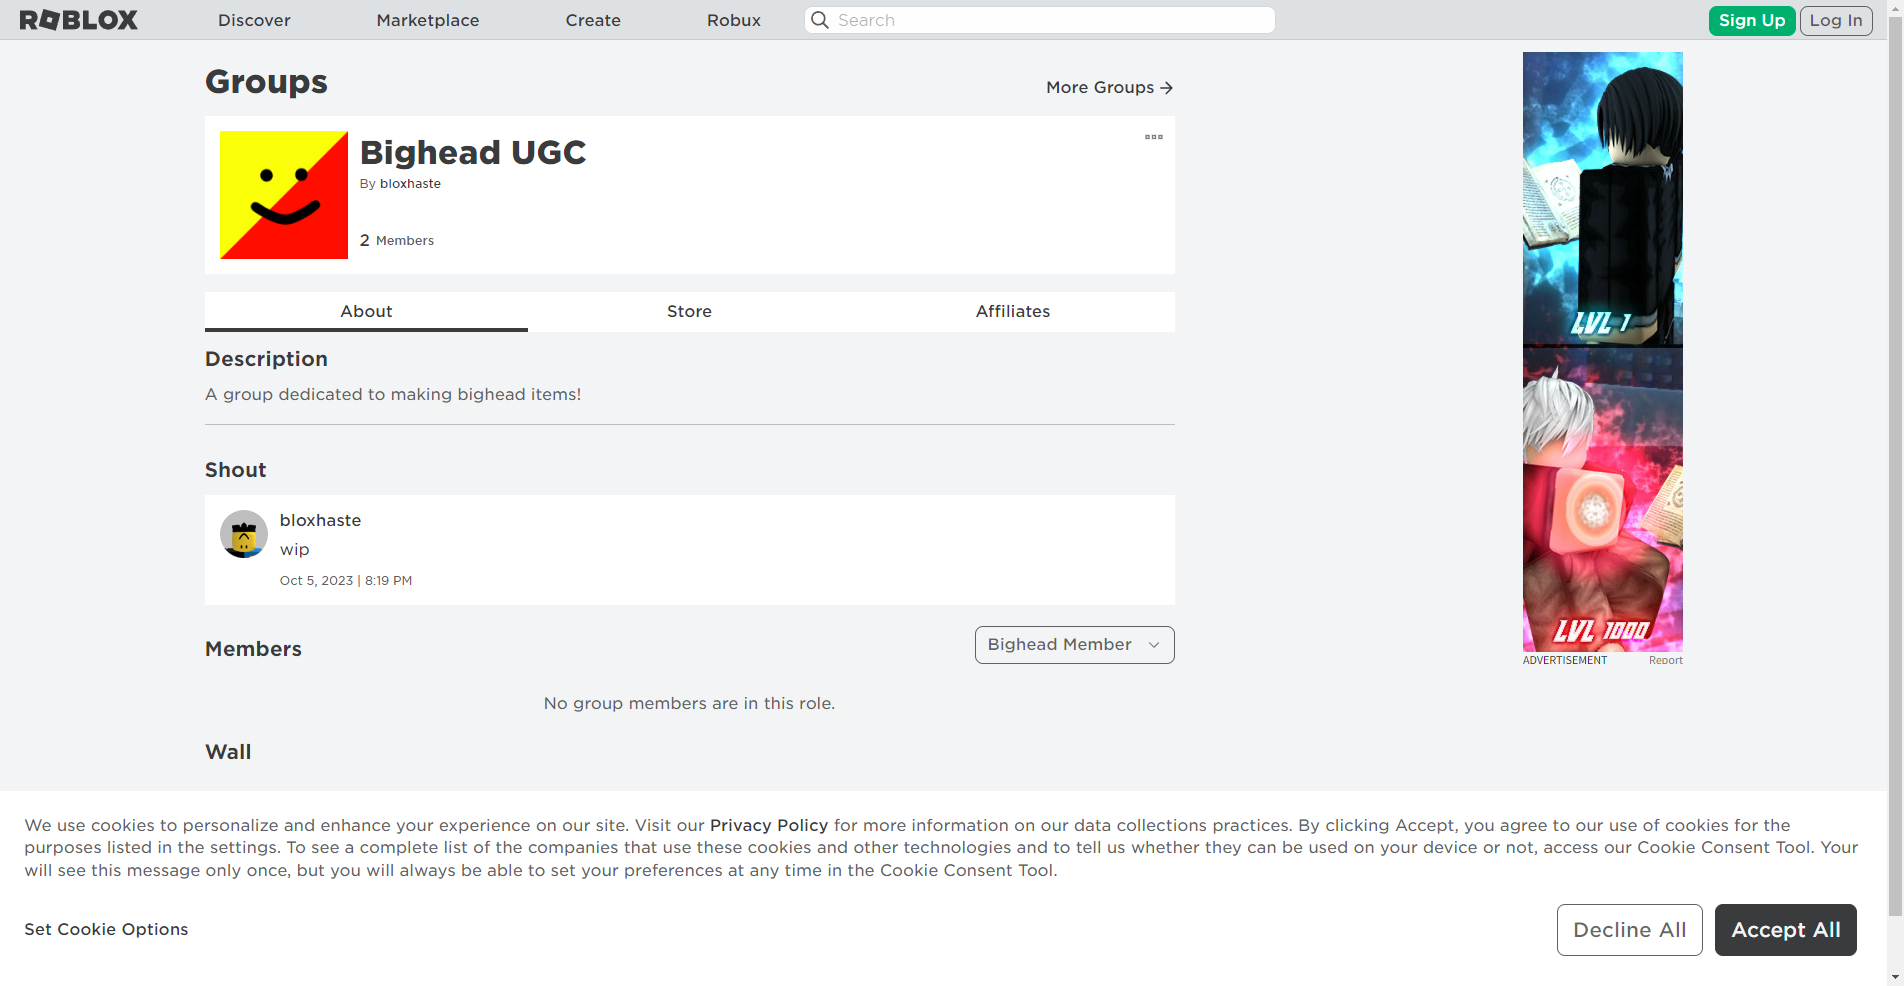 ROBLOX
Discover
Marketplace
Create
Robux
Search
Sign Up
Log In
Groups
More Groups
Bighead UGC
By bloxhaste
2 Members
About
Store
Affiliates
Description
A group dedicated to making bighead items!
Shout
bloxhaste
wip
Oct 5, 2023 | 8:19 PM
Members
Bighead Member
No group members are in this role.
Wall
LVL 1
LVL 1000
ADVERTISEMENT
Report
We use cookies to personalize and enhance your experience on our site. Visit our Privacy Policy for more information on our data collections practices. By clicking Accept, you agree to our use of cookies for the
purposes listed in the settings. To see a complete list of the companies that use these cookies and other technologies and to tell us whether they can be used on your device or not, access our Cookie Consent Tool. Your
will see this message only once, but you will always be able to set your preferences at any time in the Cookie Consent Tool.
Set Cookie Options
Decline All
Accept All